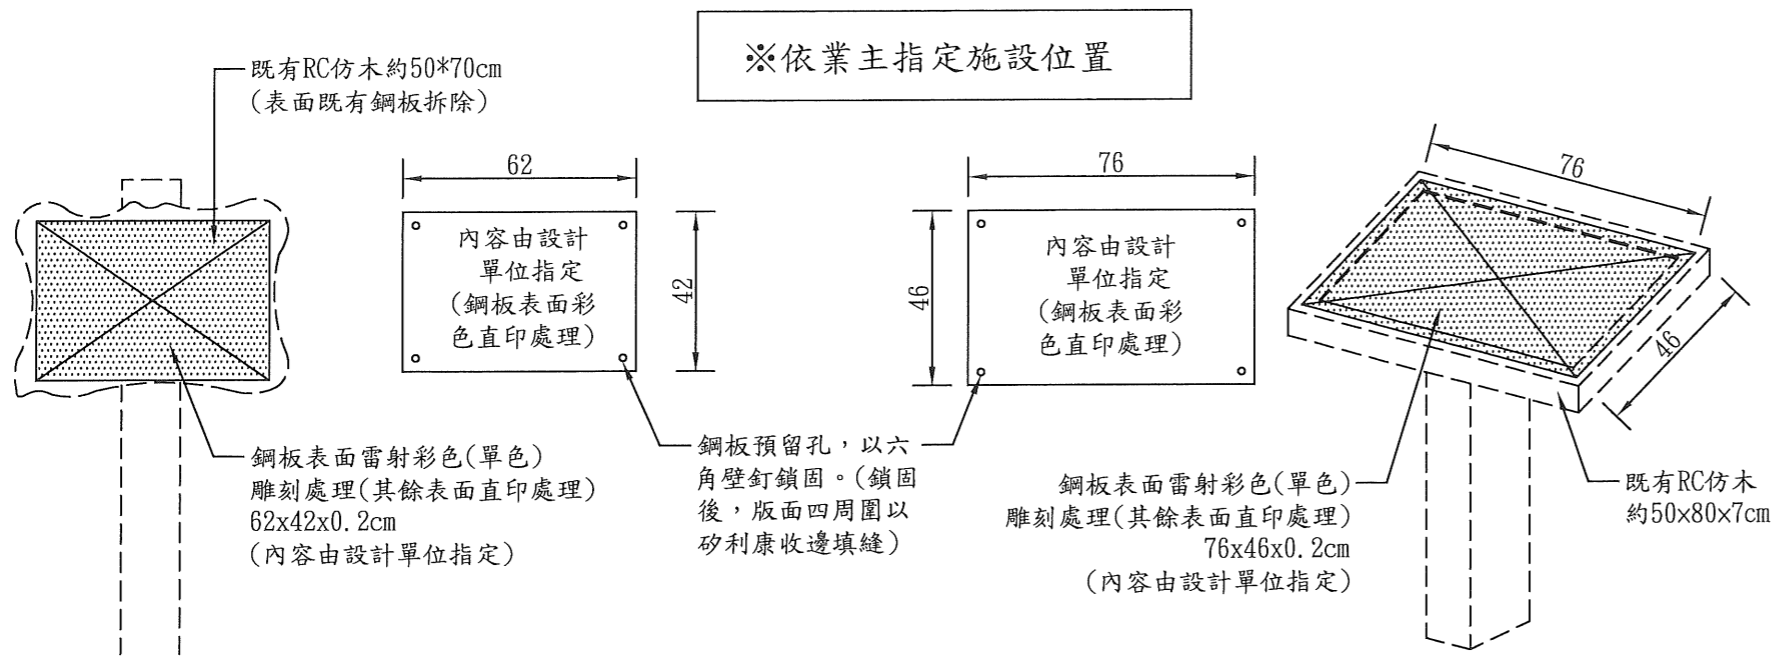 ※依業主指定施設位置
既有RC仿木約50*70cm
(表面既有鋼板拆除)
鋼板表面雷射彩色(單色)
雕刻處理(其餘表面直印處理)
62x42x0.2cm
(內容由設計單位指定)
62
42
內容由設計
單位指定
(鋼板表面彩
色直印處理)
鋼板預留孔，以六
角壁釘鎖固。(鎖固
後，版面四周圍以
矽利康收邊填縫)
76
46
內容由設計
單位指定
(鋼板表面彩
色直印處理)
76
46
鋼板表面雷射彩色(單色)
雕刻處理(其餘表面直印處理)
76x46x0.2cm
(內容由設計單位指定)
既有RC仿木
約50×80×7cm